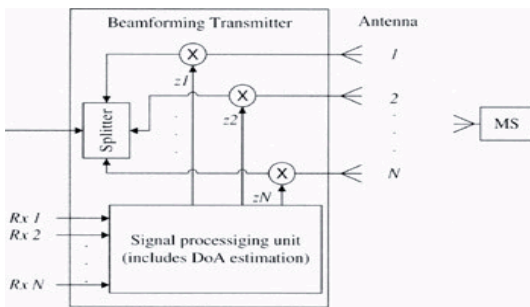 Beamforming Transmitter
Antenna
1
z1
2
z2
Splitter
MS
N
zN
Rx 1
Rx 2
Signal processiging unit
(includes DoA estimation)
Rx N